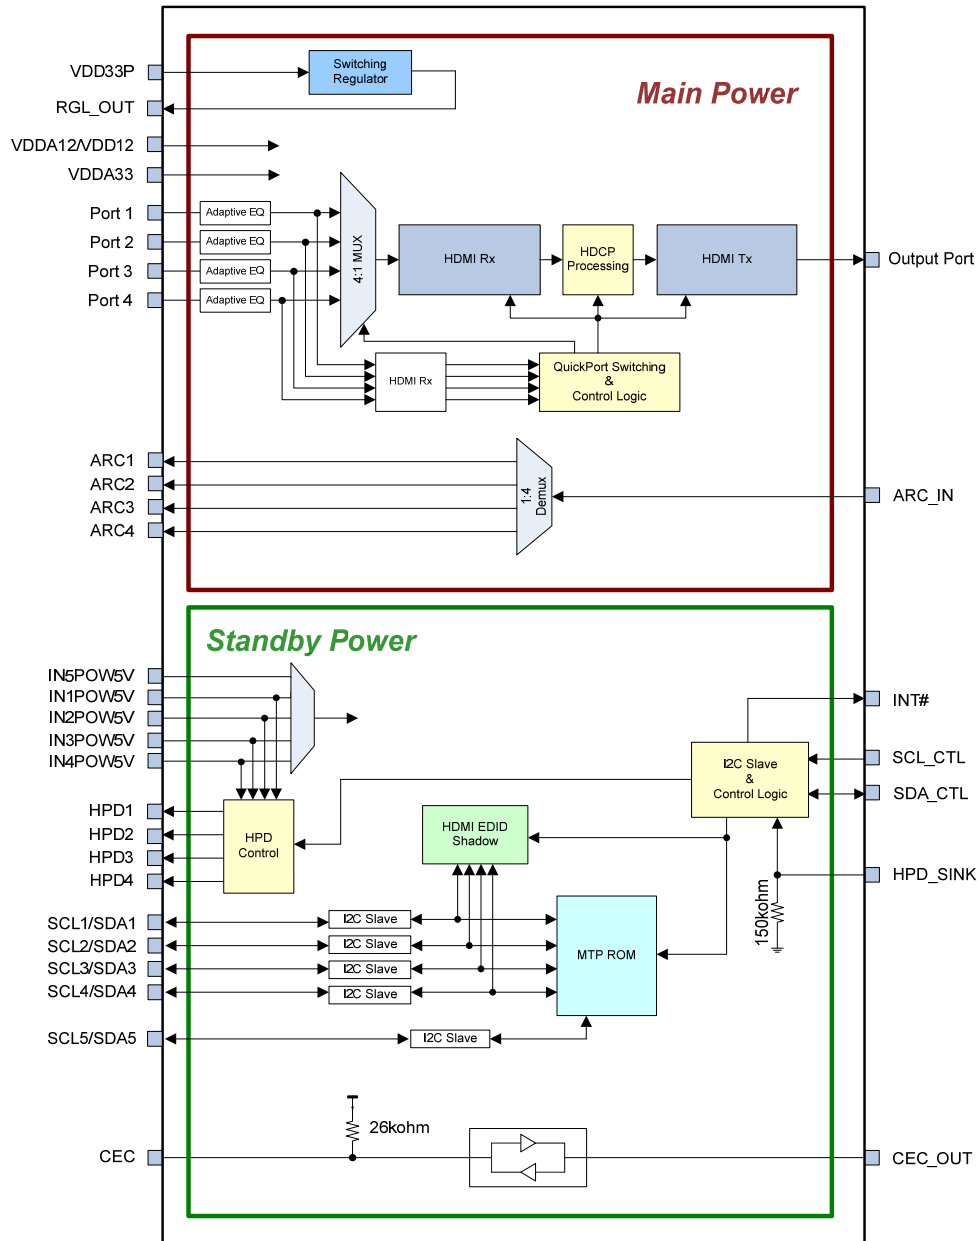 Main Power
VDD33P
Switching
Regulator
RGL_OUT
VDDA12/VDD12
VDDA33
Port 1
Adaptive EQ
Port 2
Adaptive EQ
Port 3
Adaptive EQ
Port 4
Adaptive EQ
4:1 MUX
HDMI Rx
HDCP
Processing
HDMI Tx
Output Port
HDMI Rx
QuickPort Switching
&
Control Logic
ARC1
ARC2
ARC3
ARC4
1:4
Demux
ARC_IN
Standby Power
IN5POW5V
IN1POW5V
IN2POW5V
IN3POW5V
IN4POW5V
INT#
I2C Slave
&
Control Logic
SCL_CTL
SDA_CTL
HPD1
HPD2
HPD3
HPD4
HPD
Control
HDMI EDID
Shadow
HPD_SINK
150kohm
SCL1/SDA1
I2C Slave
SCL2/SDA2
I2C Slave
SCL3/SDA3
I2C Slave
SCL4/SDA4
I2C Slave
MTP ROM
SCL5/SDA5
I2C Slave
26kohm
CEC
CEC_OUT